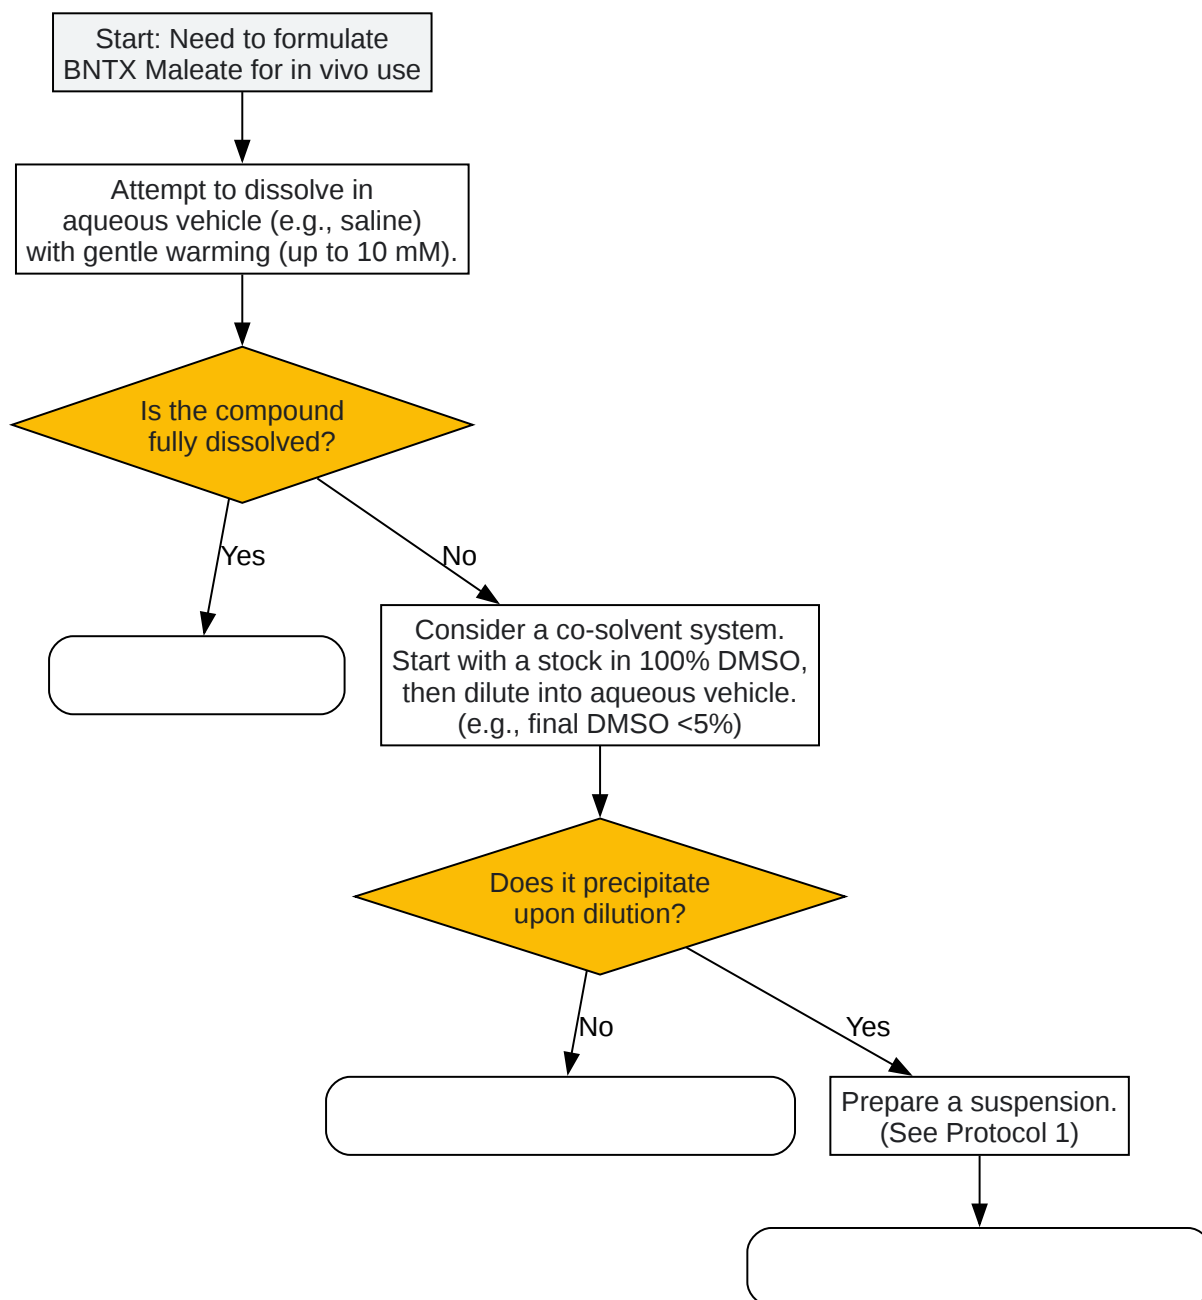 Start: Need to formulate
BNTX Maleate for in vivo use
Attempt to dissolve in
aqueous vehicle (e.g., saline)
with gentle warming (up to 10 mM).
Is the compound
fully dissolved?
Yes
No
Consider a co-solvent system.
Start with a stock in 100% DMSO,
then dilute into aqueous vehicle.
(e.g., final DMSO <5%)
Does it precipitate
upon dilution?
No
Yes
Prepare a suspension.
(See Protocol 1)